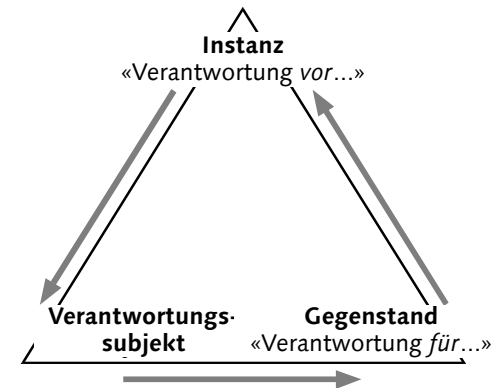 Instanz
«Verantwortung vor…»
Verantwortungs-
subjekt
Gegenstand
«Verantwortung für…»